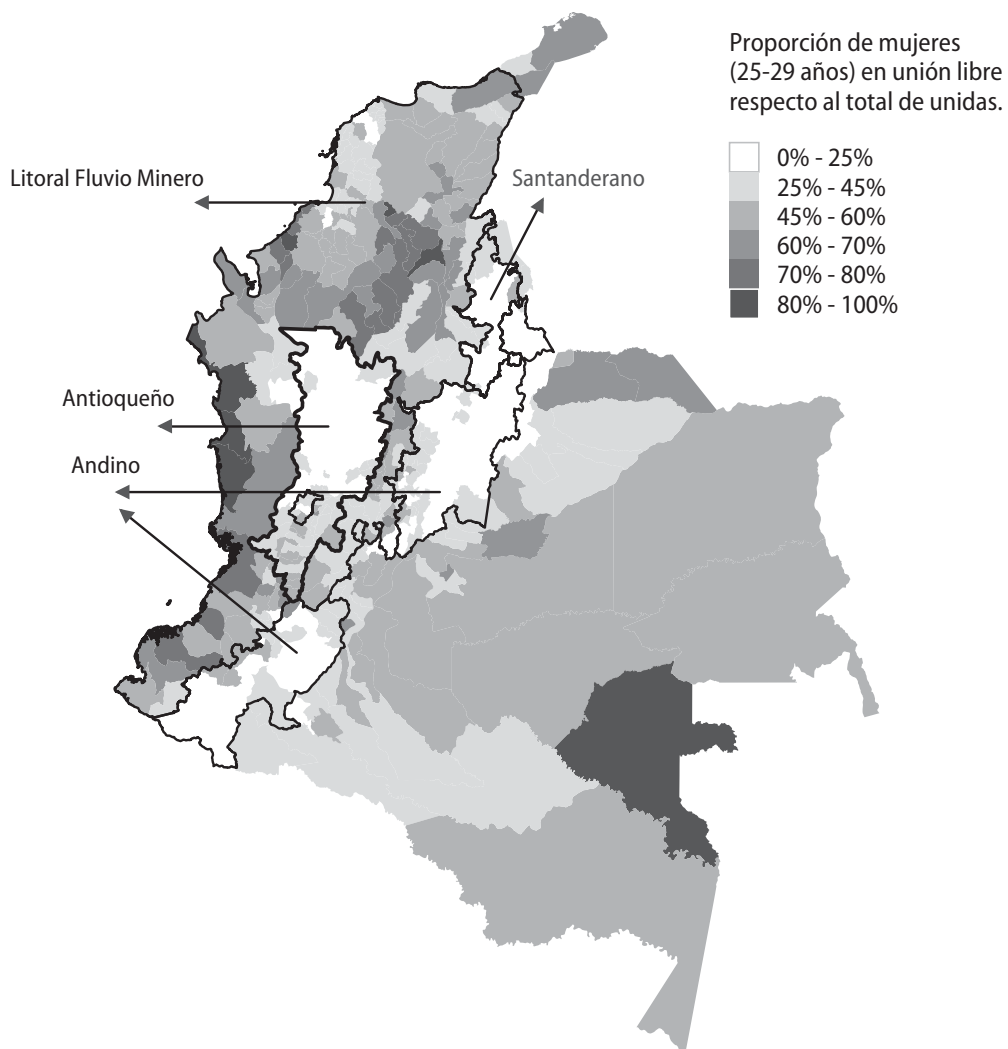 Proporción de mujeres
(25-29 años) en unión libre
respecto al total de unidas.
0% - 25%
25% - 45%
45% - 60%
60% - 70%
70% - 80%
80% - 100%
Litoral Fluvio Minero
Santanderano
Antioqueño
Andino